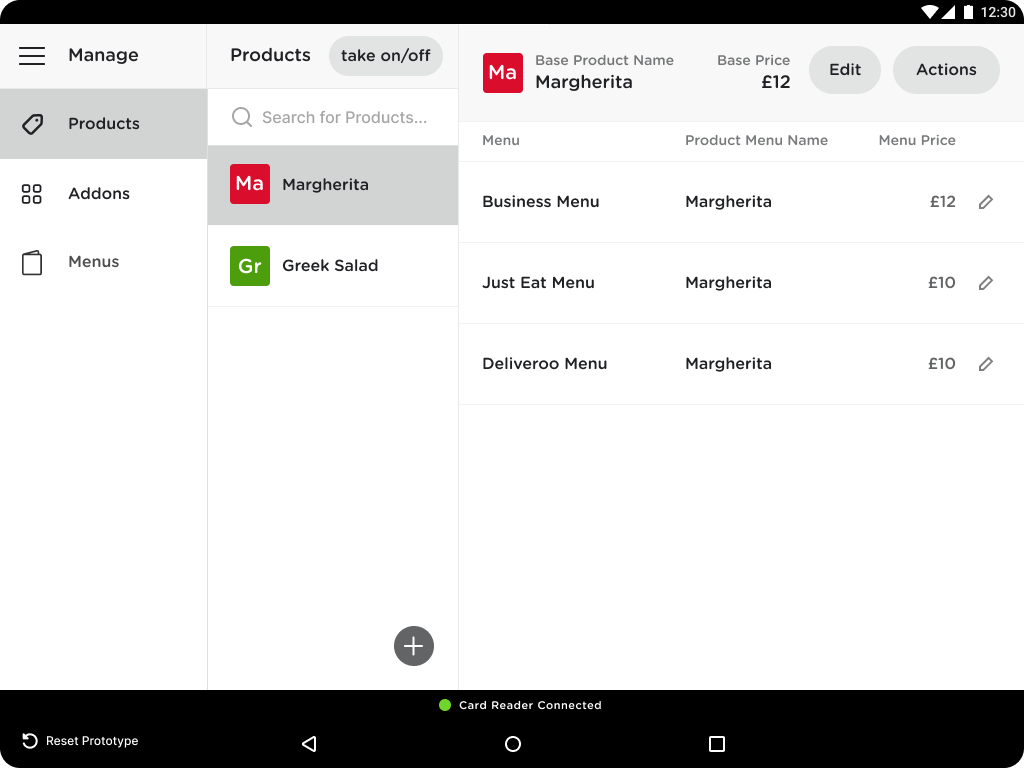 12:30
Manage
Products
Addons
Menus
Products take on/off
Search for Products...
Ma Margherita
Gr Greek Salad
Ma
Base Product Name
Margherita
Base Price
£12
Edit
Actions
Menu Product Menu Name Menu Price
Business Menu Margherita £12
Just Eat Menu Margherita £10
Deliveroo Menu Margherita £10
Card Reader Connected
Reset Prototype